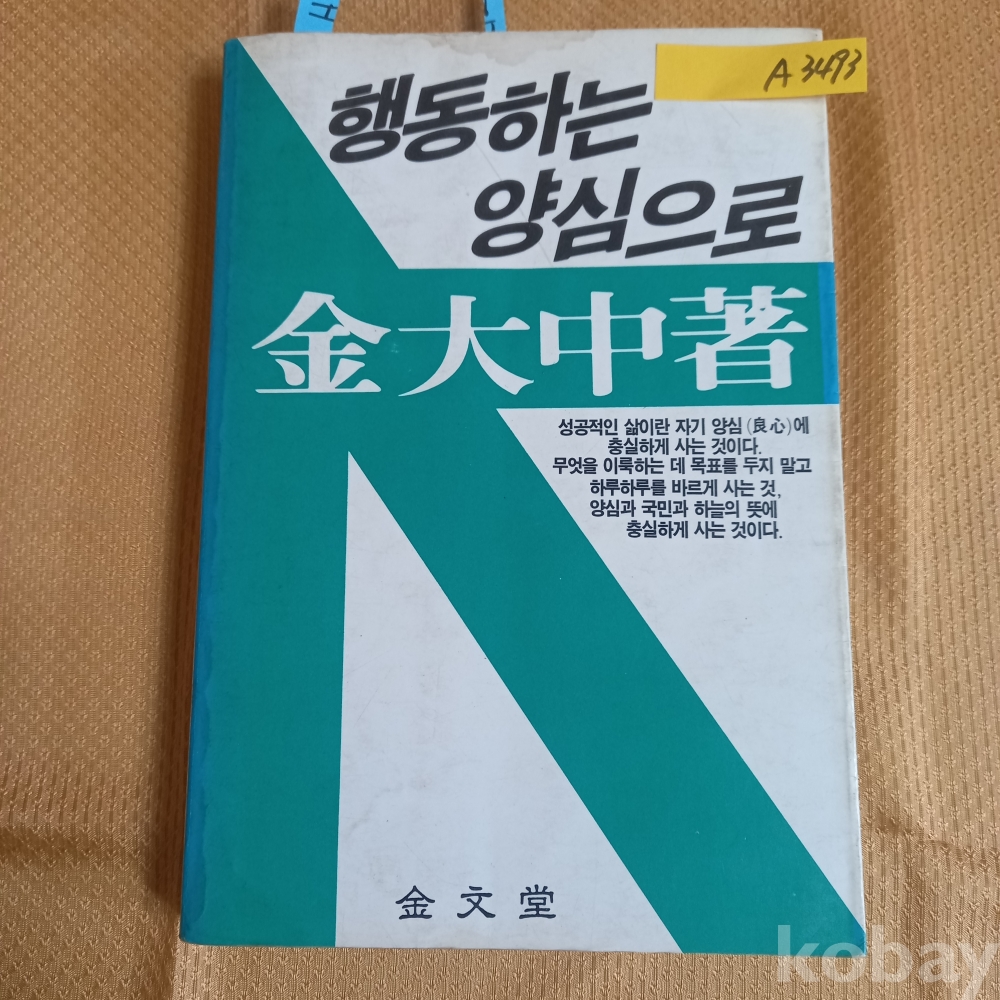 A 3493
행동하는
양심으로
金大中著
성공적인 삶이란 자기 양심(良心)에
충실하게 사는 것이다.
무엇을 이룩하는 데 목표를 두지 말고
하루하루를 바르게 사는 것,
양심과 국민과 하늘의 뜻에
충실하게 사는 것이다.
金文堂
kobay